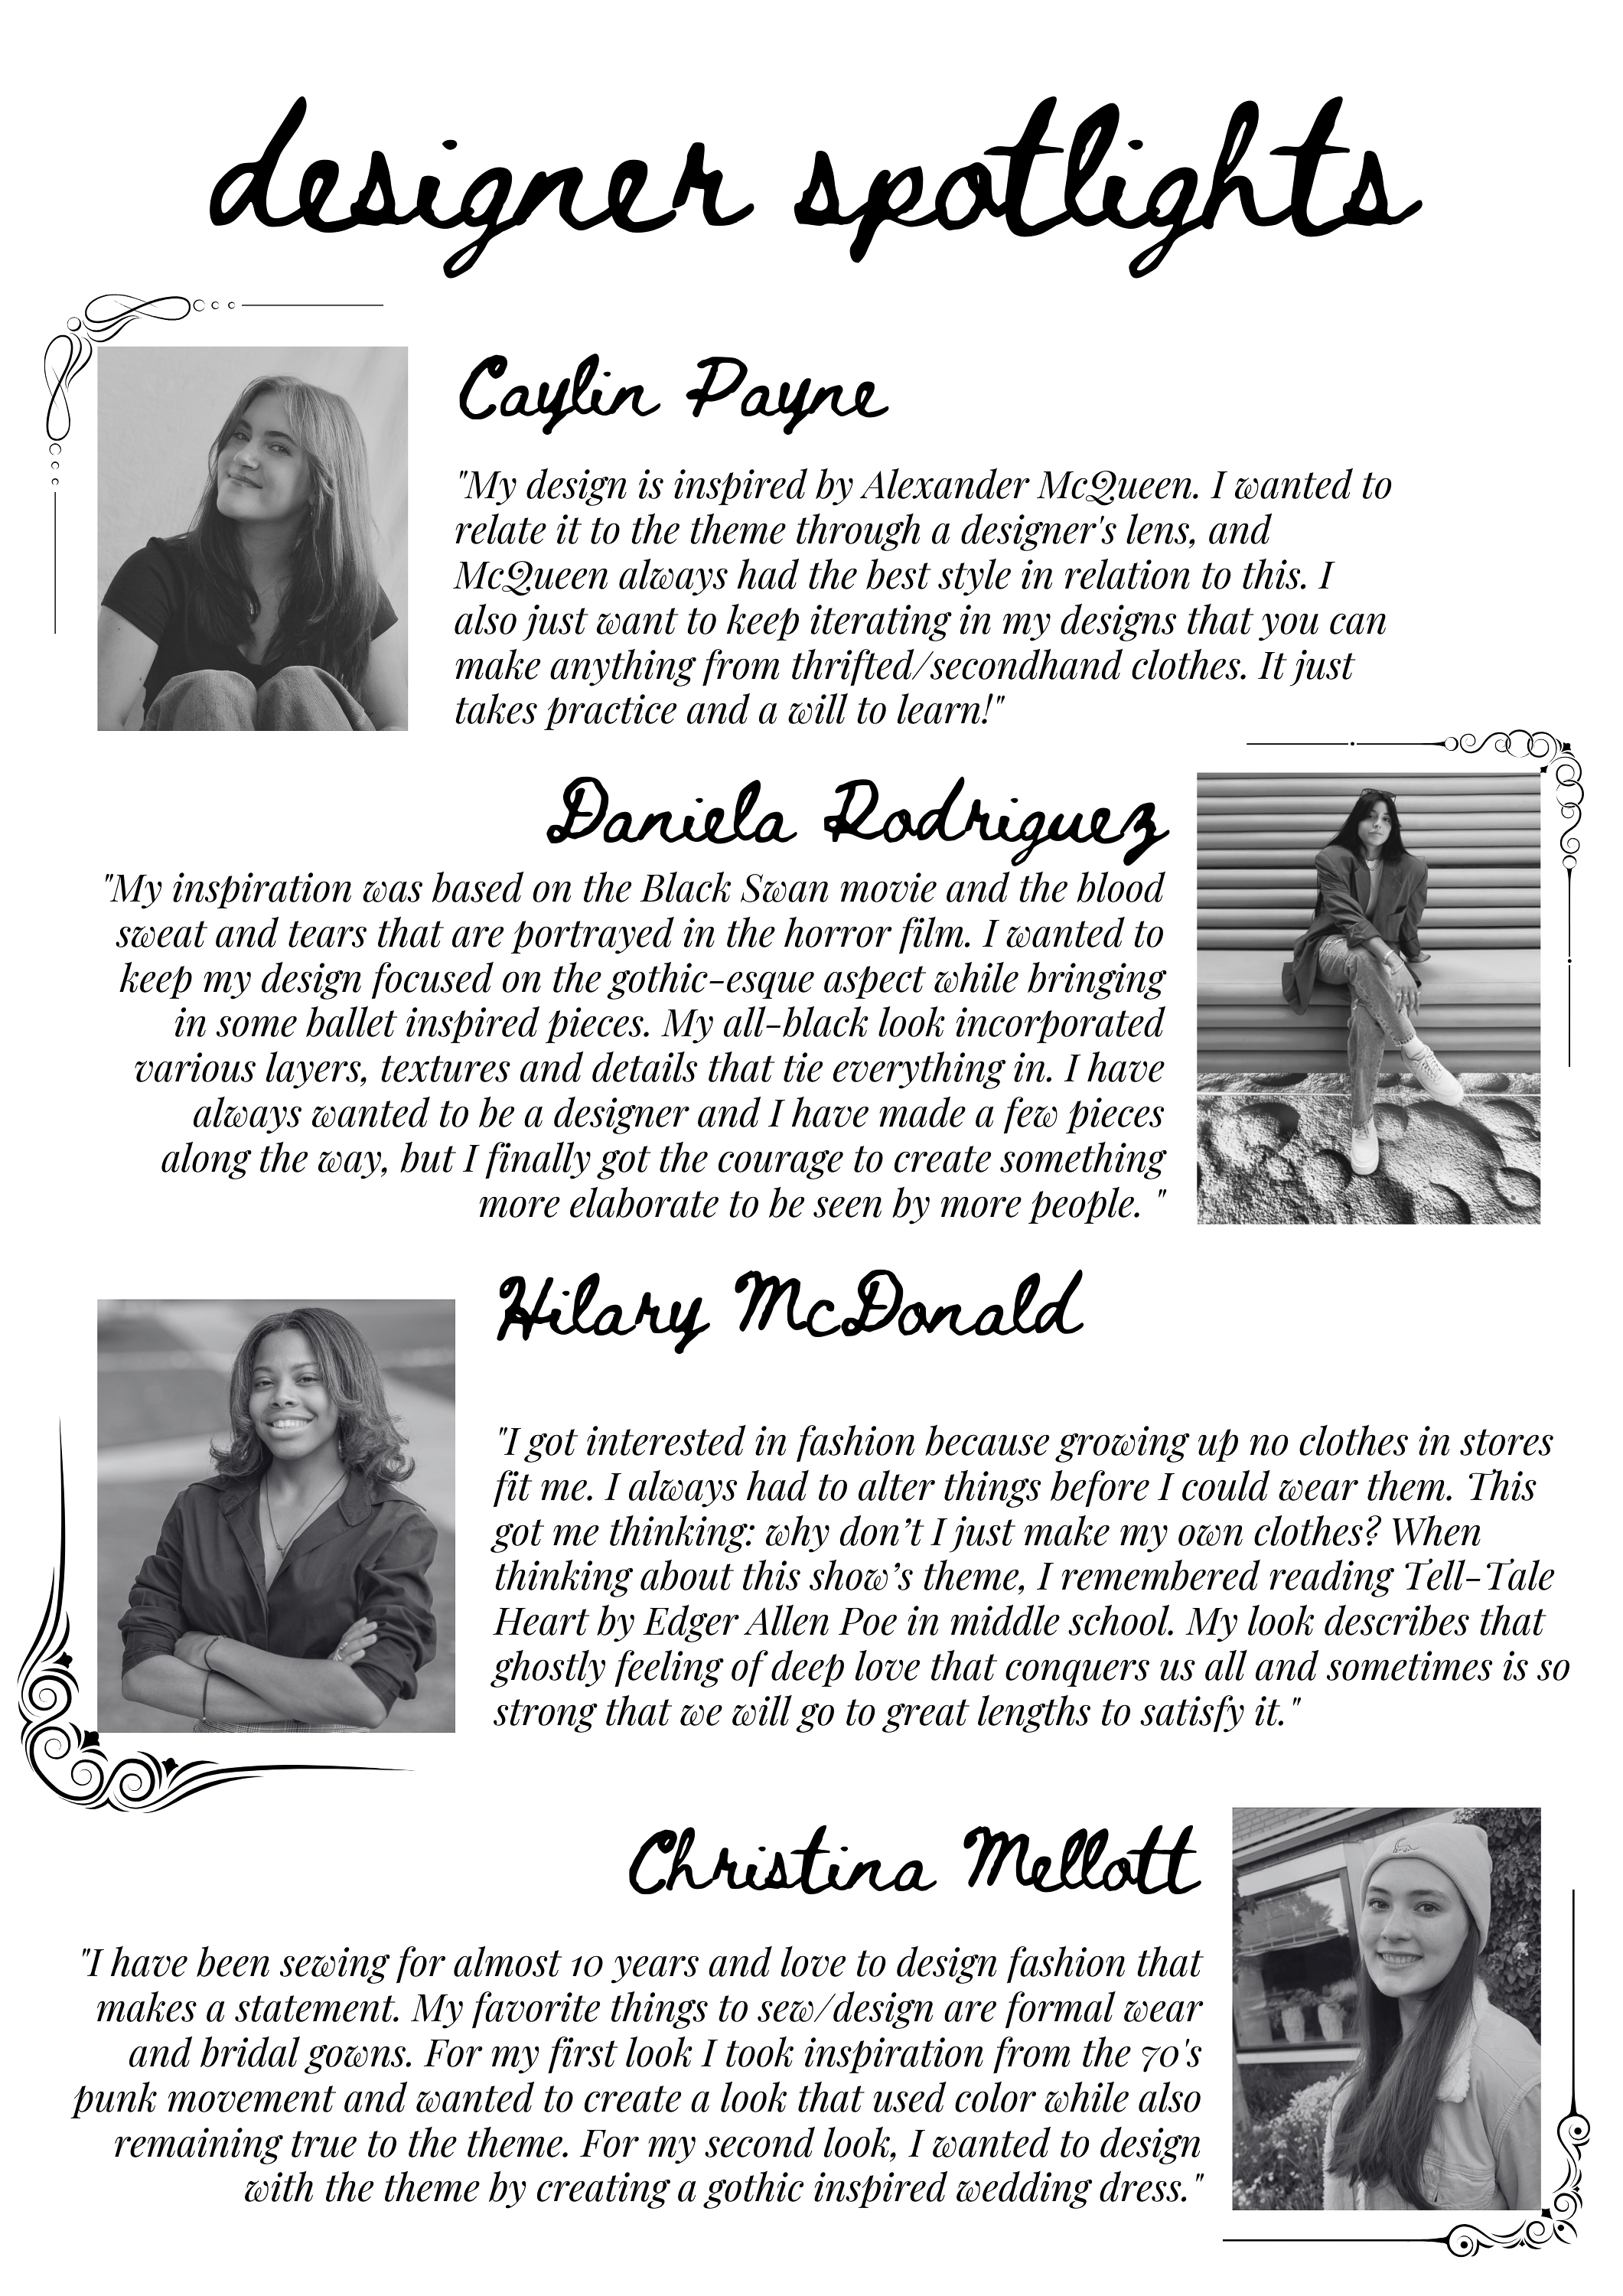 designer spotlights
Caylin Payne
"My design is inspired by Alexander McQueen. I wanted to
relate it to the theme through a designer's lens, and
McQueen always had the best style in relation to this. I
also just want to keep iterating in my designs that you can
make anything from thrifted/secondhand clothes. It just
takes practice and a will to learn!"
Daniela Rodriguez
"My inspiration was based on the Black Swan movie and the blood
sweat and tears that are portrayed in the horror film. I wanted to
keep my design focused on the gothic-esque aspect while bringing
in some ballet inspired pieces. My all-black look incorporated
various layers, textures and details that tie everything in. I have
always wanted to be a designer and I have made a few pieces
along the way, but I finally got the courage to create something
more elaborate to be seen by more people. "
Hilary McDonald
"I got interested in fashion because growing up no clothes in stores
fit me. I always had to alter things before I could wear them. This
got me thinking: why don’t I just make my own clothes? When
thinking about this show’s theme, I remembered reading Tell-Tale
Heart by Edger Allen Poe in middle school. My look describes that
ghostly feeling of deep love that conquers us all and sometimes is so
strong that we will go to great lengths to satisfy it."
Christina Mellott
"I have been sewing for almost 10 years and love to design fashion that
makes a statement. My favorite things to sew/design are formal wear
and bridal gowns. For my first look I took inspiration from the 70's
punk movement and wanted to create a look that used color while also
remaining true to the theme. For my second look, I wanted to design
with the theme by creating a gothic inspired wedding dress."